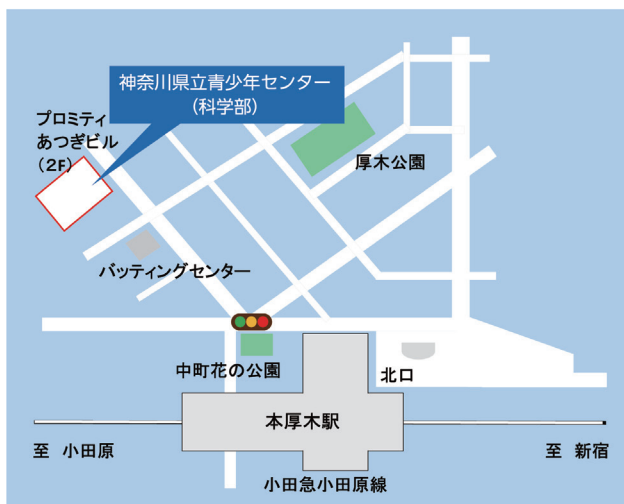 神奈川県立青少年センター
(科学部)
プロミティ
あつぎビル
(2F)
厚木公園
バッティングセンター
中町花の公園
北口
本厚木駅
至 小田原
至 新宿
小田急小田原線